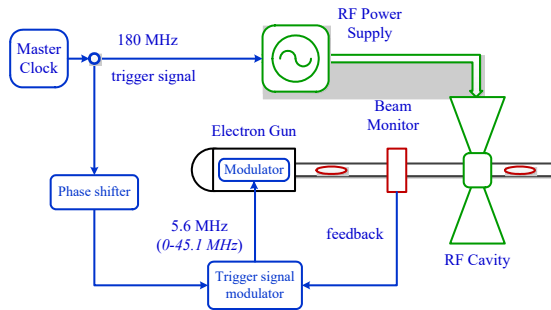 RF Power
Supply
Master
Clock
180 MHz
trigger signal
Beam
Monitor
Electron Gun
Modulator
Phase shifter
5.6 MHz
(0-45.1 MHz)
feedback
RF Cavity
Trigger signal
modulator